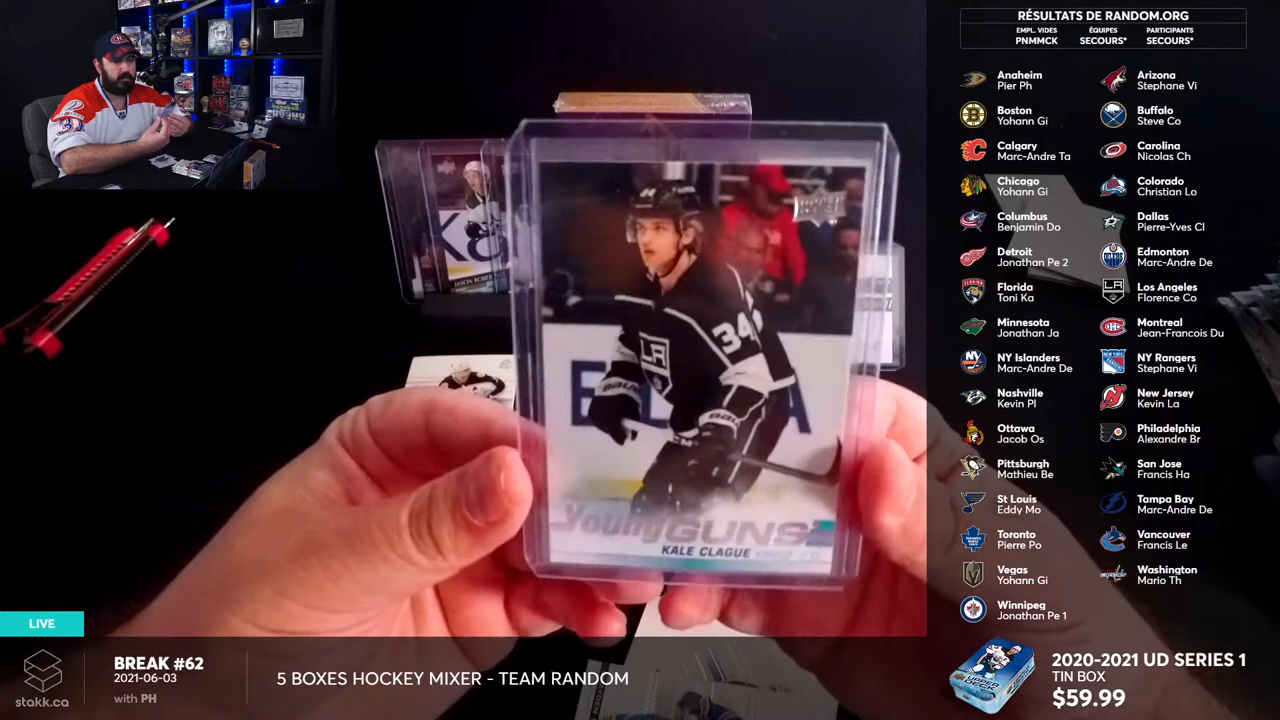 RÉSULTATS DE RANDOM.ORG
EMPL. VIDES
PNMMCK
ÉQUIPES
SECOURS*
PARTICIPANTS
SECOURS*
Anaheim
Pier Ph
Arizona
Stephane Vi
Boston
Yohann Gi
Buffalo
Steve Co
Calgary
Marc-Andre Ta
Carolina
Nicolas Ch
Chicago
Yohann Gi
Colorado
Christian Lo
Columbus
Benjamin Do
Dallas
Pierre-Yves Cl
Detroit
Jonathan Pe 2
Edmonton
Marc-Andre De
Florida
Toni Ka
Los Angeles
Florence Co
Minnesota
Jonathan Ja
Montreal
Jean-Francois Du
NY Islanders
Marc-Andre De
NY Rangers
Stephane Vi
Nashville
Kevin Pl
New Jersey
Kevin La
Ottawa
Jacob Os
Philadelphia
Alexandre Br
Pittsburgh
Mathieu Be
San Jose
Francis Ha
St Louis
Eddy Mo
Tampa Bay
Marc-Andre De
Toronto
Pierre Po
Vancouver
Francis Le
Vegas
Yohann Gi
Washington
Mario Th
Winnipeg
Jonathan Pe 1
34
LA
34
BAUER
Young GUNS
KALE CLAGUE
LIVE
stakk.ca
BREAK #62
2021-06-03
with PH
5 BOXES HOCKEY MIXER - TEAM RANDOM
2020-2021 UD SERIES 1
TIN BOX
$59.99